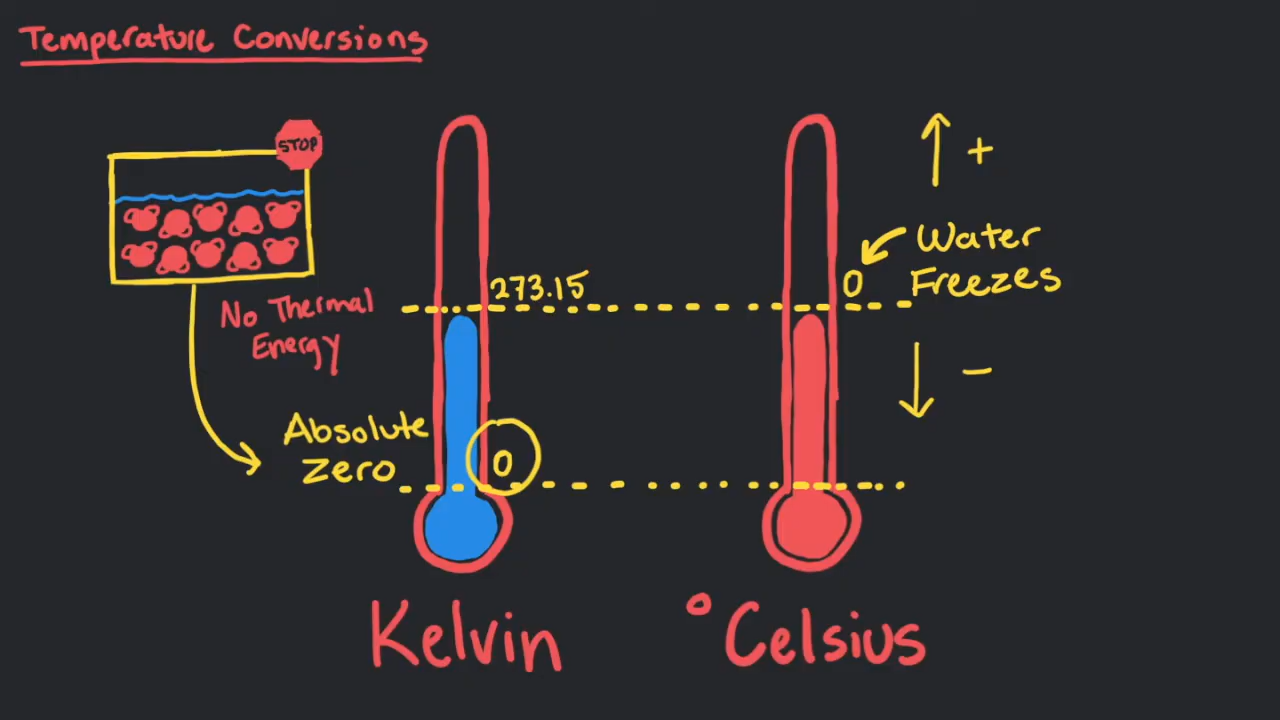 Temperature Conversions
STOP
+
Water
Freezes
273.15
0
No Thermal
Energy
-
Absolute
zero
0
Kelvin
°Celsius